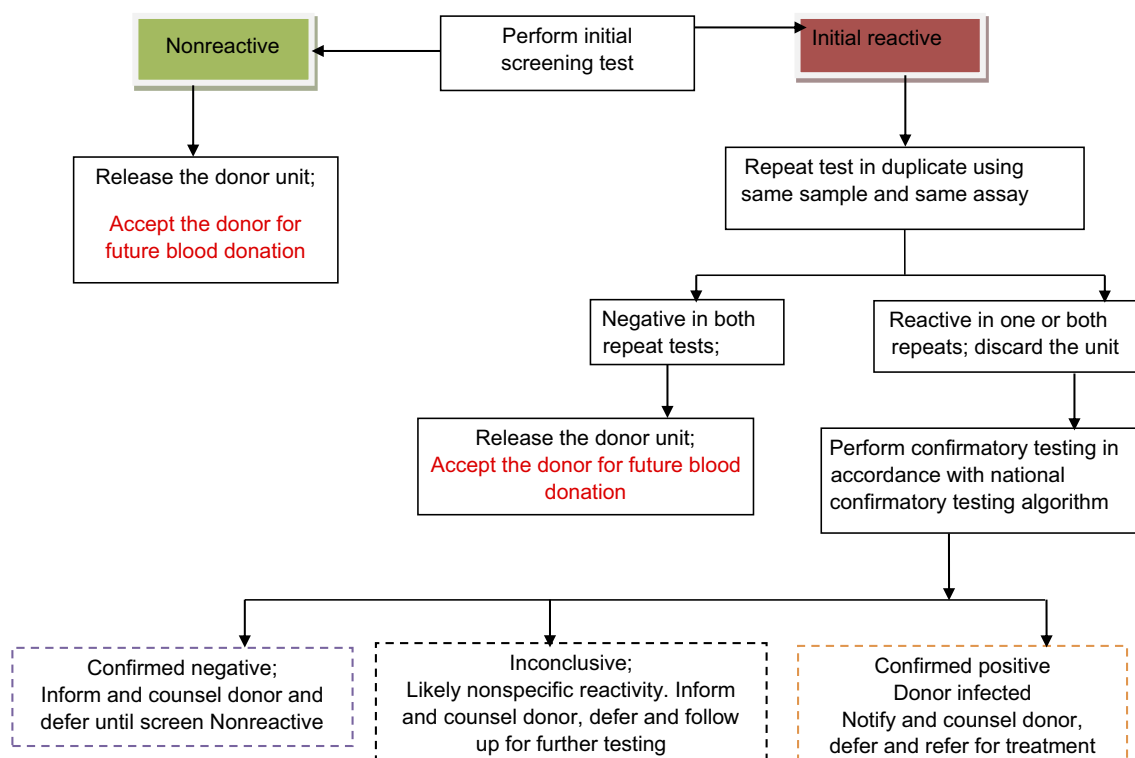 Nonreactive
Perform initial
screening test
Initial reactive
Release the donor unit;
Accept the donor for
future blood donation
Repeat test in duplicate using
same sample and same assay
Negative in both
repeat tests;
Reactive in one or both
repeats; discard the unit
Release the donor unit;
Accept the donor for future blood
donation
Perform confirmatory testing in
accordance with national
confirmatory testing algorithm
Confirmed negative;
Inform and counsel donor and
defer until screen Nonreactive
Inconclusive;
Likely nonspecific reactivity. Inform
and counsel donor, defer and follow
up for further testing
Confirmed positive
Donor infected
Notify and counsel donor,
defer and refer for treatment